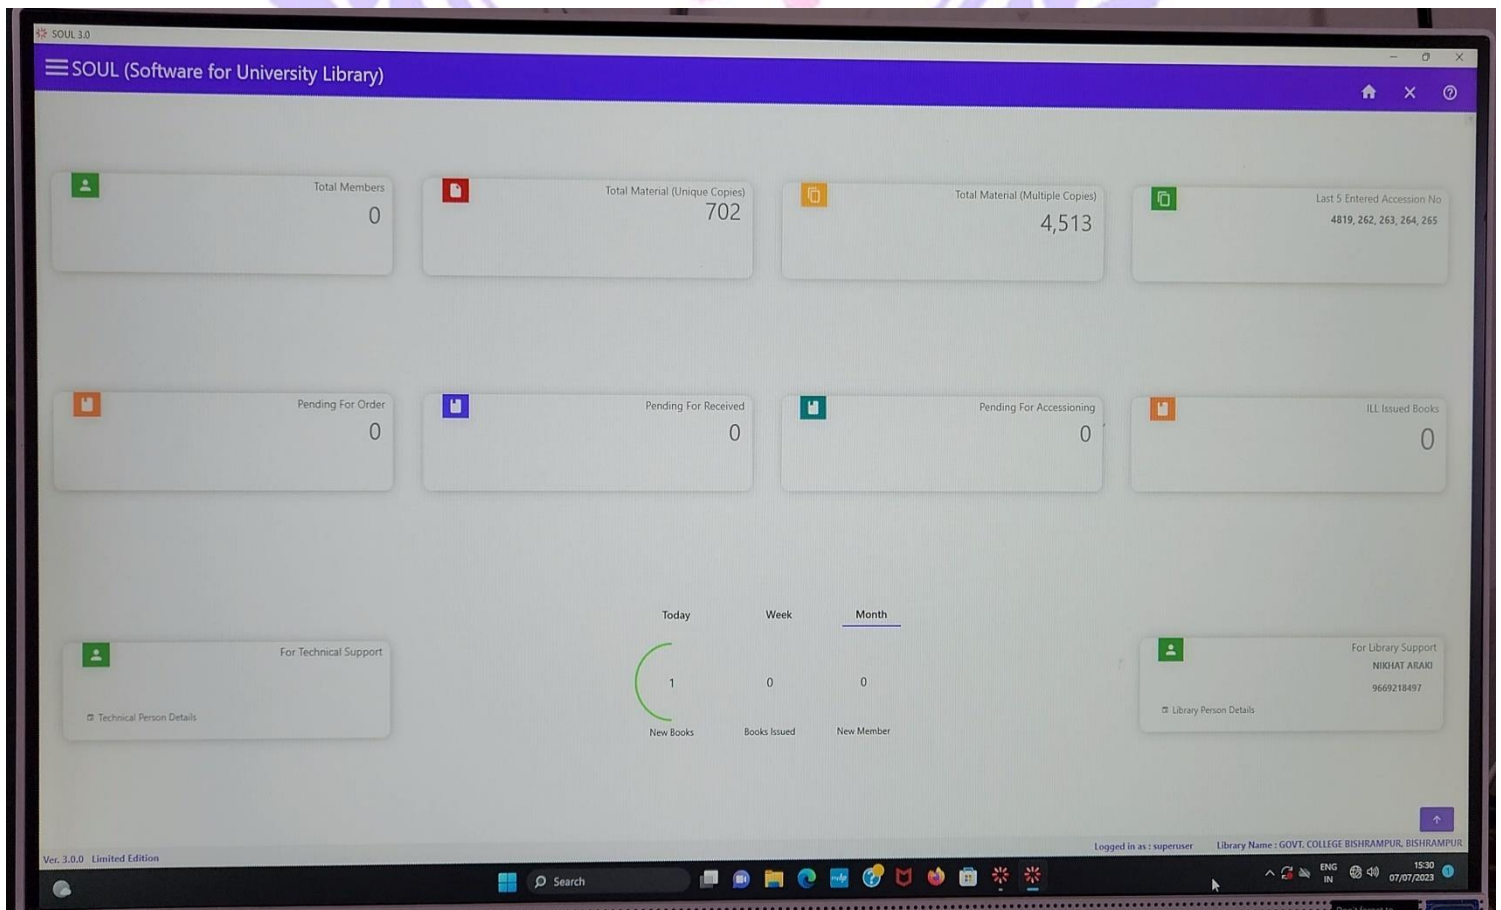 SOUL 3.0
SOUL (Software for University Library)
Total Members
0
Total Material (Unique Copies)
702
Total Material (Multiple Copies)
4,513
Last 5 Entered Accession No
4819, 262, 263, 264, 265
Pending For Order
0
Pending For Received
0
Pending For Accessioning
0
ILL Issued Books
0
Today Week Month
1 0 0
New Books Books Issued New Member
For Technical Support
Technical Person Details
For Library Support
NIKHAT ARAKI
9669218497
Library Person Details
Ver. 3.0.0 Limited Edition
Logged in as : superuser Library Name : GOVT. COLLEGE BISHRAMPUR, BISHRAMPUR
Search
ENG
IN
15:30
07/07/2023
1